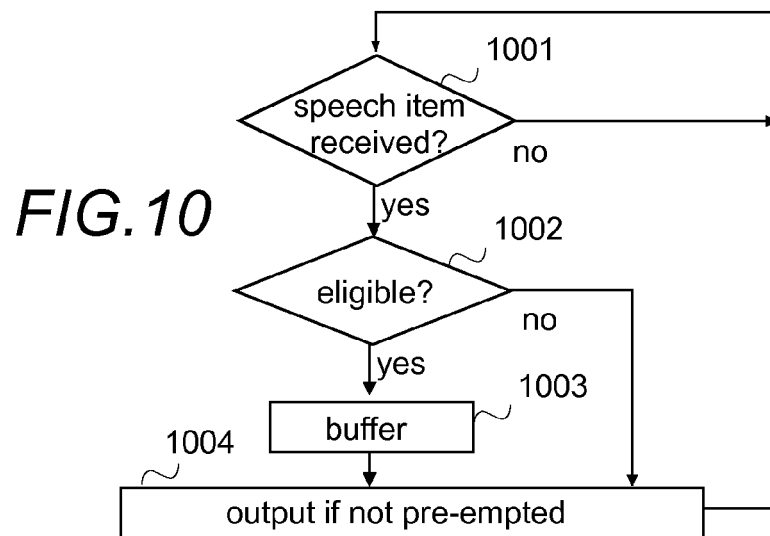 1001
speech item
received?
no
yes
FIG.10
1002
eligible?
no
yes
1003
buffer
1004
output if not pre-empted